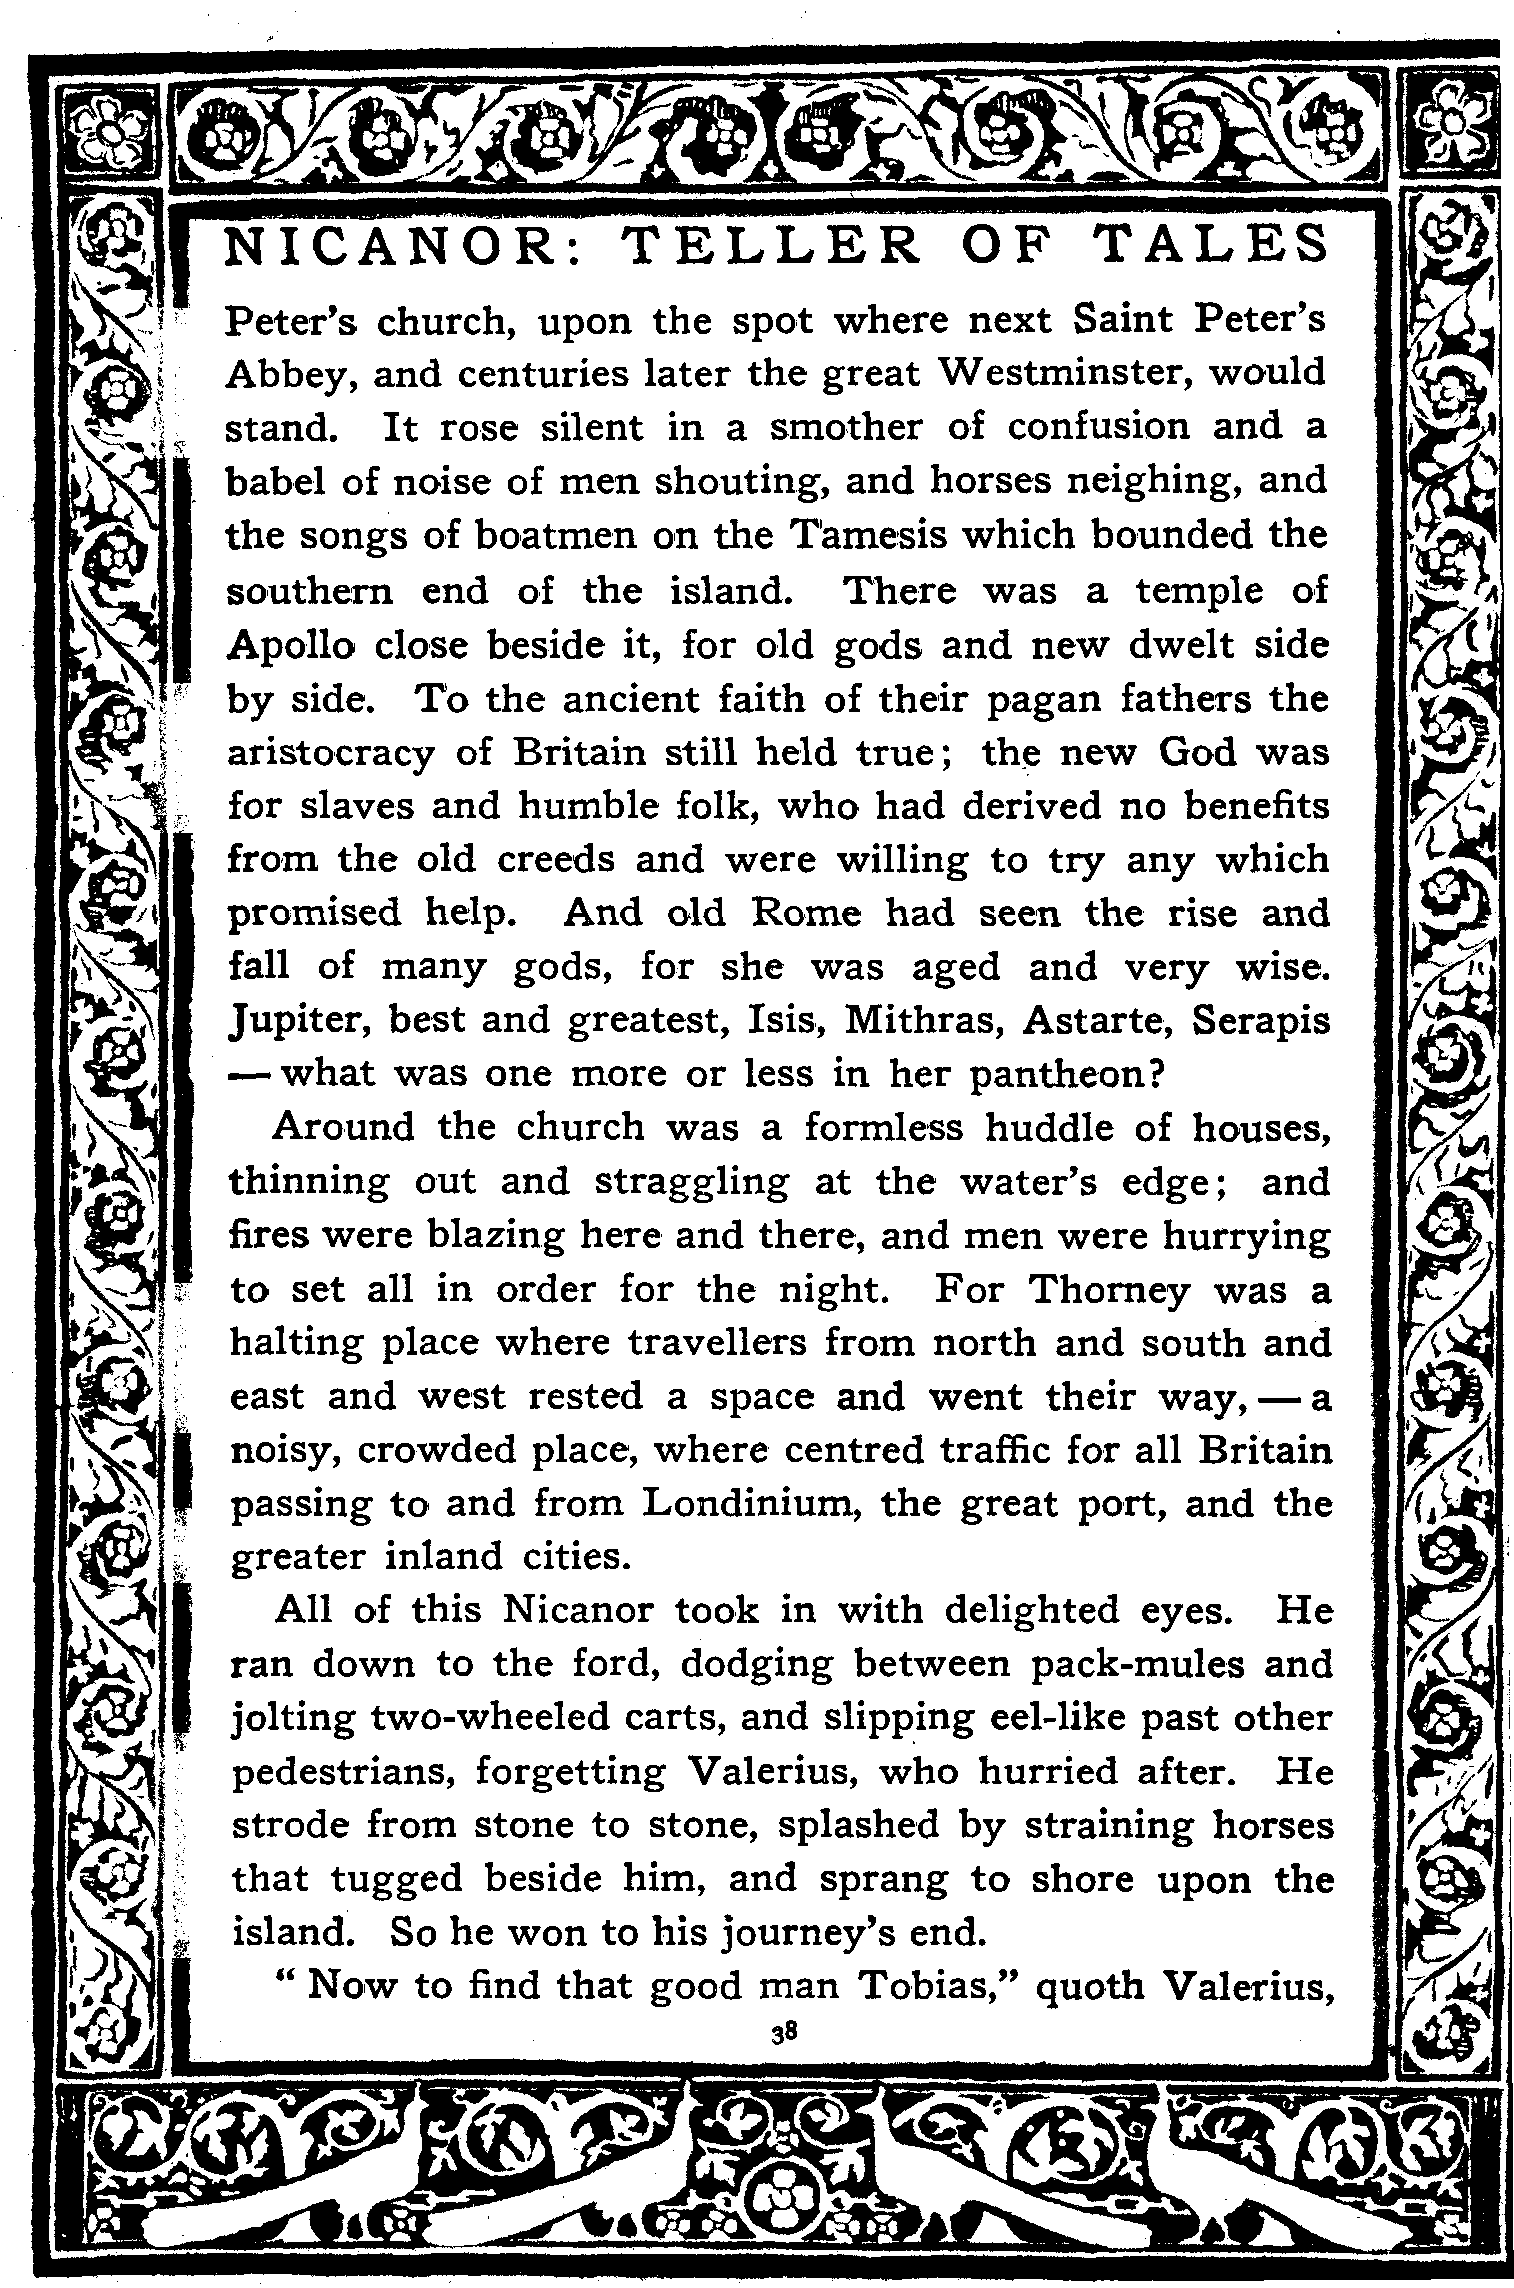 NICANOR: TELLER OF TALES
Peter's church, upon the spot where next Saint Peter's
Abbey, and centuries later the great Westminster, would
stand. It rose silent in a smother of confusion and a
babel of noise of men shouting, and horses neighing, and
the songs of boatmen on the Tamesis which bounded the
southern end of the island. There was a temple of
Apollo close beside it, for old gods and new dwelt side
by side. To the ancient faith of their pagan fathers the
aristocracy of Britain still held true; the new God was
for slaves and humble folk, who had derived no benefits
from the old creeds and were willing to try any which
promised help. And old Rome had seen the rise and
fall of many gods, for she was aged and very wise.
Jupiter, best and greatest, Isis, Mithras, Astarte, Serapis
— what was one more or less in her pantheon?
Around the church was a formless huddle of houses,
thinning out and straggling at the water's edge; and
fires were blazing here and there, and men were hurrying
to set all in order for the night. For Thorney was a
halting place where travellers from north and south and
east and west rested a space and went their way, — a
noisy, crowded place, where centred traffic for all Britain
passing to and from Londinium, the great port, and the
greater inland cities.
All of this Nicanor took in with delighted eyes. He
ran down to the ford, dodging between pack-mules and
jolting two-wheeled carts, and slipping eel-like past other
pedestrians, forgetting Valerius, who hurried after. He
strode from stone to stone, splashed by straining horses
that tugged beside him, and sprang to shore upon the
island. So he won to his journey's end.
"Now to find that good man Tobias," quoth Valerius,
38